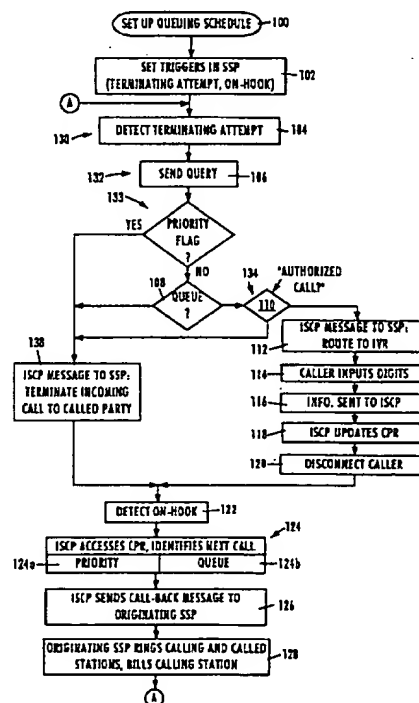 SET UP QUEUING SCHEDULE
100
SET TRIGGERS IN SSP
(TERMINATING ATTEMPT, ON-HOOK)
102
A
130
DETECT TERMINATING ATTEMPT
104
132
SEND QUERY
106
133
YES
PRIORITY
FLAG
?
NO
108
QUEUE
?
134
"AUTHORIZED
CALL?"
110
138
ISCP MESSAGE TO SSP:
TERMINATE INCOMING
CALL TO CALLED PARTY
112
ISCP MESSAGE TO SSP:
ROUTE TO IVR
114
CALLER INPUTS DIGITS
116
INFO. SENT TO ISCP
118
ISCP UPDATES CPR
120
DISCONNECT CALLER
DETECT ON-HOOK
122
124
ISCP ACCESSES CPR, IDENTIFIES NEXT CALL
124a
PRIORITY
QUEUE
124b
ISCP SENDS CALL-BACK MESSAGE TO
ORIGINATING SSP
126
ORIGINATING SSP RINGS CALLING AND CALLED
STATIONS, BILLS CALLING STATION
128
A